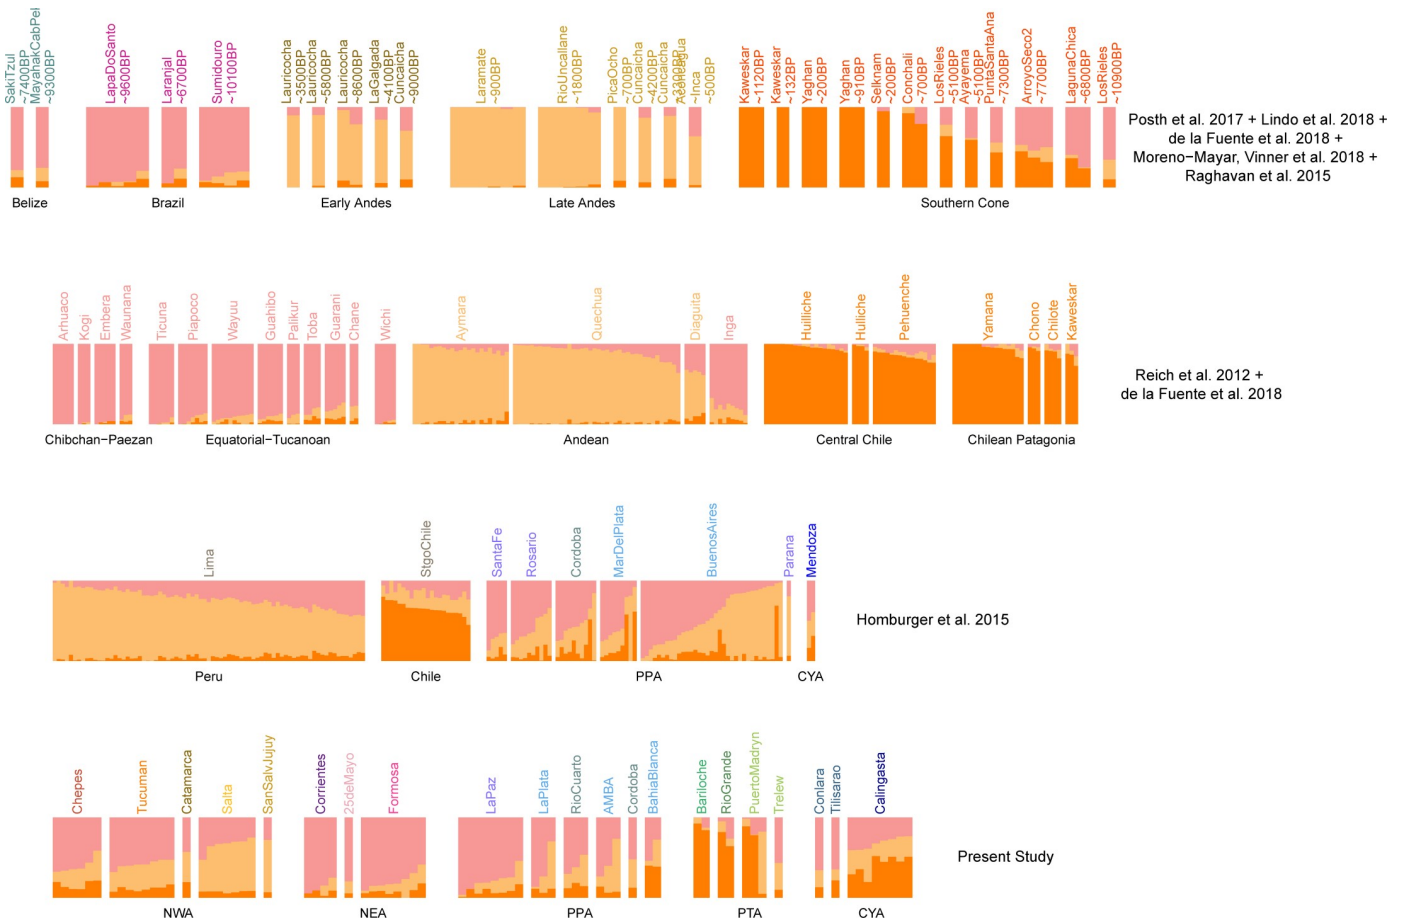 SakiTzul
~7400BP
MayahakCabPek
~9300BP
LapaDoSanto
~9600BP
Laranjal
~6700BP
Sumidouro
~10100BP
Lauricocha
~3500BP
Lauricocha
~5800BP
Lauricocha
~8600BP
LaGalgada
~4100BP
Cuncaicha
~9000BP
Laramate
~900BP
RioUncallane
~1800BP
PicaOcho
~700BP
Cuncaicha
~4200BP
Cuncaicha
~3300BP
Aconcagua
~Inca
~500BP
Kaweskar
~1120BP
Kaweskar
~132BP
Yaghan
~200BP
Yaghan
~910BP
Selknam
~200BP
Conchali
~700BP
LosRieles
~5100BP
Ayayema
~5100BP
PuntaSantaAna
~7300BP
ArroyoSeco2
~7700BP
LagunaChica
~6800BP
LosRieles
~10900BP
Posth et al. 2017 + Lindo et al. 2018 +
de la Fuente et al. 2018 +
Moreno−Mayar, Vinner et al. 2018 +
Raghavan et al. 2015
Belize
Brazil
Early Andes
Late Andes
Southern Cone
Arhuaco
Kogi
Embera
Waunana
Ticuna
Piapoco
Wayuu
Guahibo
Palikur
Toba
Guarani
Chane
Wichi
Aymara
Quechua
Diaguita
Inga
Huilliche
Hulliche
Pehuenche
Yamana
Chono
Chilote
Kaweskar
Reich et al. 2012 +
de la Fuente et al. 2018
Chibchan−Paezan
Equatorial−Tucanoan
Andean
Central Chile
Chilean Patagonia
Lima
StgoChile
SantaFe
Rosario
Cordoba
MarDelPlata
BuenosAires
Parana
Mendoza
Homburger et al. 2015
Peru
Chile
PPA
CYA
Chepes
Tucuman
Catamarca
Salta
SanSalvJujuy
Corrientes
25deMayo
Formosa
LaPaz
LaPlata
RioCuarto
AMBA
Cordoba
BahiaBlanca
Bariloche
RioGrande
PuertoMadryn
Trelew
Conlara
Tilisarao
Calingasta
Present Study
NWA
NEA
PPA
PTA
CYA